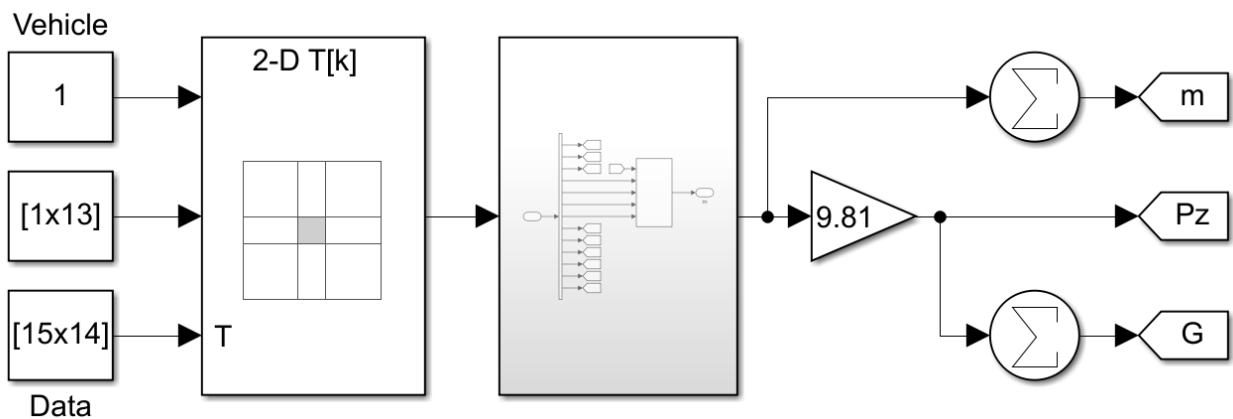 Vehicle
1
[1x13]
[15x14]
Data
2-D T[k]
T
9.81
m
Pz
G